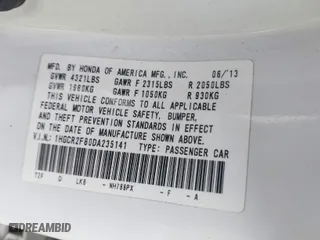 MFD. BY HONDA OF AMERICA MFG., INC. 06/'13
GVWR 4321LBS GAWR F 2315LBS R 2050LBS
GVWR 1960KG GAWR F 1050KG R 930KG
THIS VEHICLE CONFORMS TO ALL APPLICABLE
FEDERAL MOTOR VEHICLE SAFETY, BUMPER,
AND THEFT PREVENTION STANDARDS IN EFFECT
ON THE DATE OF MANUFACTURE SHOWN ABOVE.
V.I.N.: 1HGCR2F80DA235141 TYPE: PASSENGER CAR
T2F D LKB - NH788PX - F - A